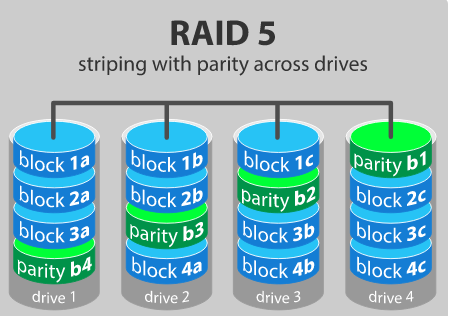 RAID 5
striping with parity across drives
block 1a
block 2a
block 3a
parity b4
drive 1
block 1b
block 2b
parity b3
block 4a
drive 2
block 1c
parity b2
block 3b
block 4b
drive 3
parity b1
block 2c
block 3c
block 4c
drive 4